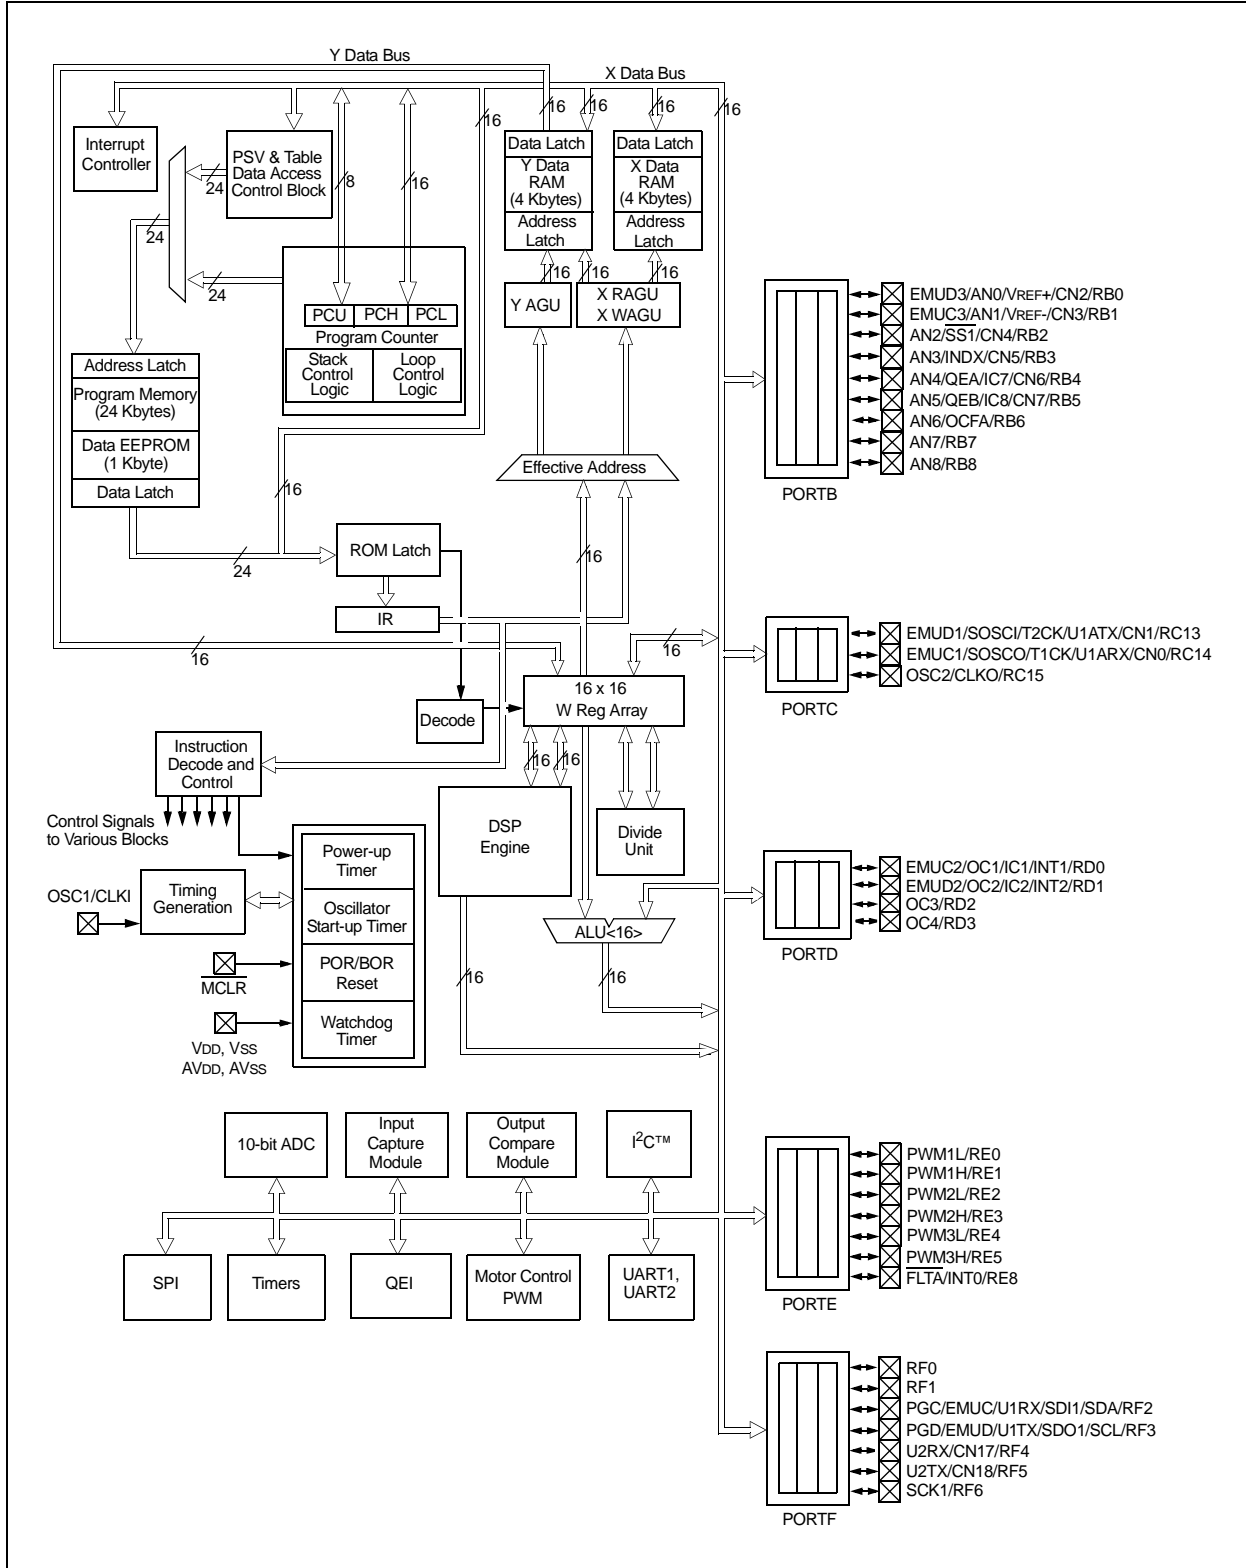 Y Data Bus
X Data Bus
16
16
16
16
16
Interrupt
Controller
PSV & Table
Data Access
Control Block
24
8
16
24
24
Data Latch
Y Data
RAM
(4 Kbytes)
Address
Latch
Data Latch
X Data
RAM
(4 Kbytes)
Address
Latch
16
16
16
Y AGU
X RAGU
X WAGU
PCU
PCH
PCL
Program Counter
Stack
Control
Logic
Loop
Control
Logic
Address Latch
Program Memory
(24 Kbytes)
Data EEPROM
(1 Kbyte)
Data Latch
Effective Address
16
24
16
ROM Latch
IR
16
16
16 x 16
W Reg Array
Decode
Instruction
Decode and
Control
16
16
Control Signals
to Various Blocks
DSP
Engine
Divide
Unit
Power-up
Timer
Oscillator
Start-up Timer
POR/BOR
Reset
Watchdog
Timer
OSC1/CLKI
Timing
Generation
MCLR
VDD, VSS
AVDD, AVSS
ALU<16>
16
16
10-bit ADC
Input
Capture
Module
Output
Compare
Module
I2C™
SPI
Timers
QEI
Motor Control
PWM
UART1,
UART2
EMUD3/AN0/VREF+/CN2/RB0
EMUC3/AN1/VREF-/CN3/RB1
AN2/SS1/CN4/RB2
AN3/INDX/CN5/RB3
AN4/QEA/IC7/CN6/RB4
AN5/QEB/IC8/CN7/RB5
AN6/OCFA/RB6
AN7/RB7
AN8/RB8
PORTB
EMUD1/SOSCI/T2CK/U1ATX/CN1/RC13
EMUC1/SOSCO/T1CK/U1ARX/CN0/RC14
OSC2/CLKO/RC15
PORTC
EMUC2/OC1/IC1/INT1/RD0
EMUD2/OC2/IC2/INT2/RD1
OC3/RD2
OC4/RD3
PORTD
PWM1L/RE0
PWM1H/RE1
PWM2L/RE2
PWM2H/RE3
PWM3L/RE4
PWM3H/RE5
FLTA/INT0/RE8
PORTE
RF0
RF1
PGC/EMUC/U1RX/SDI1/SDA/RF2
PGD/EMUD/U1TX/SDO1/SCL/RF3
U2RX/CN17/RF4
U2TX/CN18/RF5
SCK1/RF6
PORTF